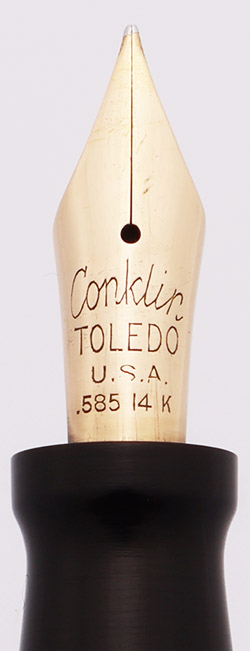 Conklin
TOLEDO
U.S.A.
.585 14 K